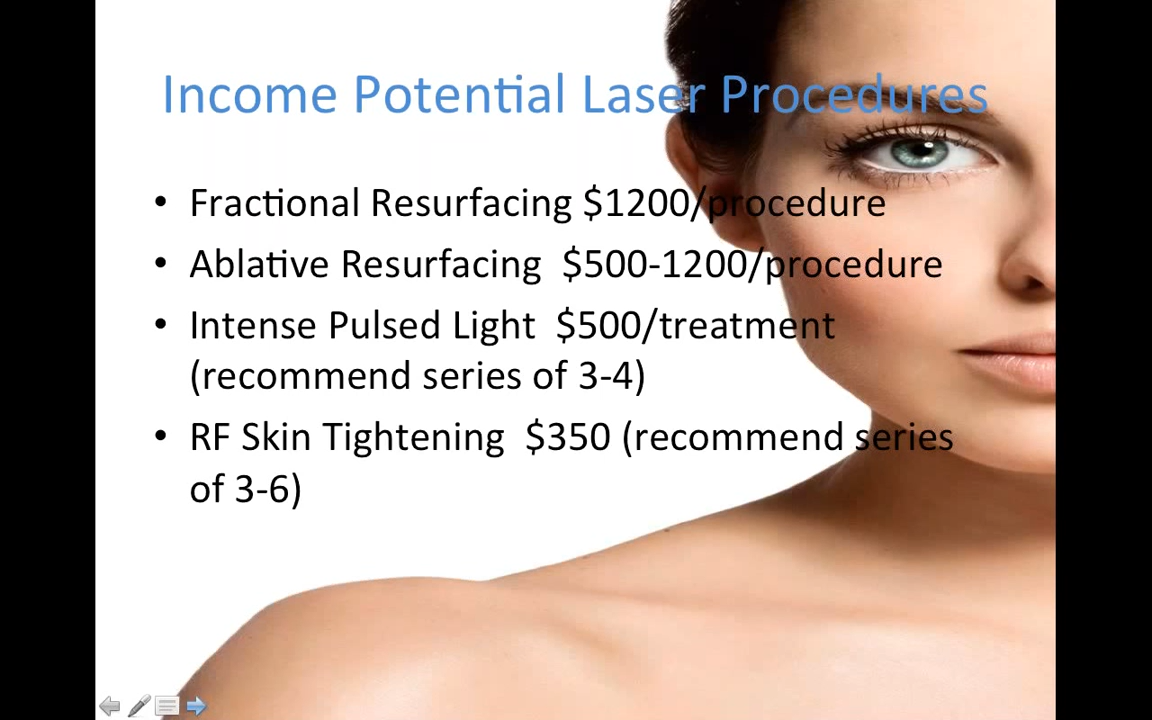 Income Potential Laser Procedures
• Fractional Resurfacing $1200/procedure
• Ablative Resurfacing  $500-1200/procedure
• Intense Pulsed Light  $500/treatment
(recommend series of 3-4)
• RF Skin Tightening  $350 (recommend series
of 3-6)